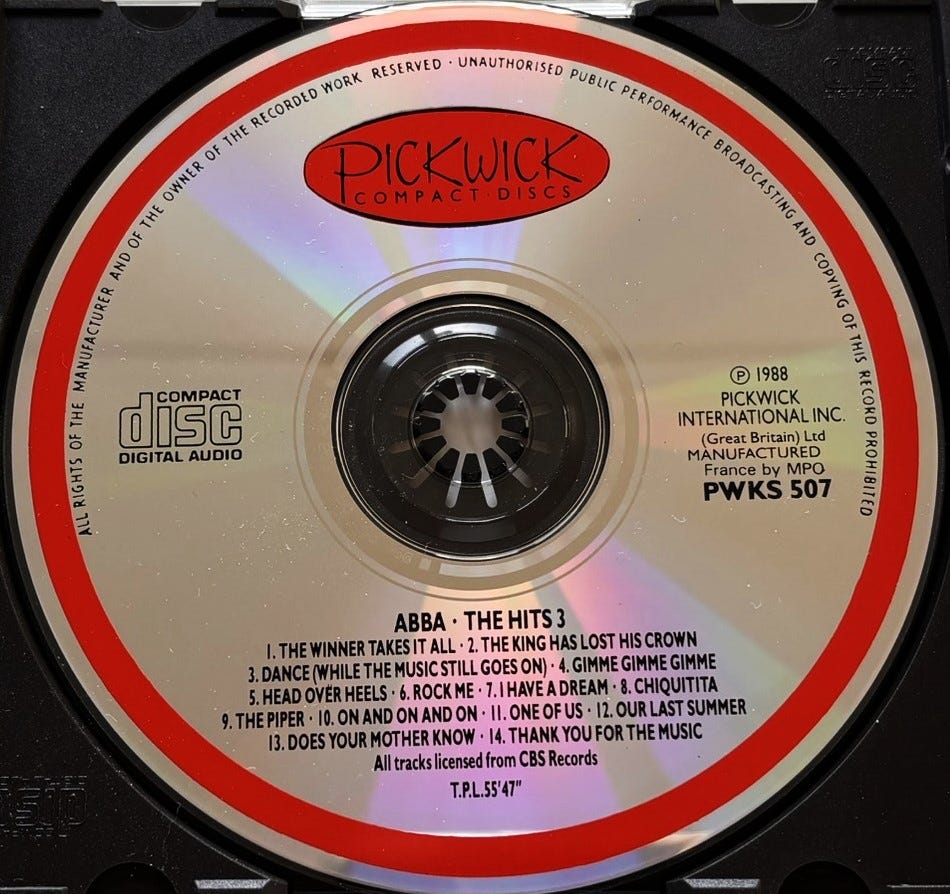 ALL RIGHTS OF THE MANUFACTURER AND OF THE OWNER OF THE RECORDED WORK RESERVED · UNAUTHORISED PUBLIC PERFORMANCE BROADCASTING AND COPYING OF THIS RECORD PROHIBITED
PICKWICK
COMPACT·DISCS
COMPACT
disc
DIGITAL AUDIO
℗ 1988
PICKWICK
INTERNATIONAL INC.
(Great Britain) Ltd
MANUFACTURED
France by MPO
PWKS 507
ABBA · THE HITS 3
1. THE WINNER TAKES IT ALL · 2. THE KING HAS LOST HIS CROWN
3. DANCE (WHILE THE MUSIC STILL GOES ON) · 4. GIMME GIMME GIMME
5. HEAD OVER HEELS · 6. ROCK ME · 7. I HAVE A DREAM · 8. CHIQUITITA
9. THE PIPER · 10. ON AND ON AND ON · 11. ONE OF US · 12. OUR LAST SUMMER
13. DOES YOUR MOTHER KNOW · 14. THANK YOU FOR THE MUSIC
All tracks licensed from CBS Records
T.P.L. 55'47"